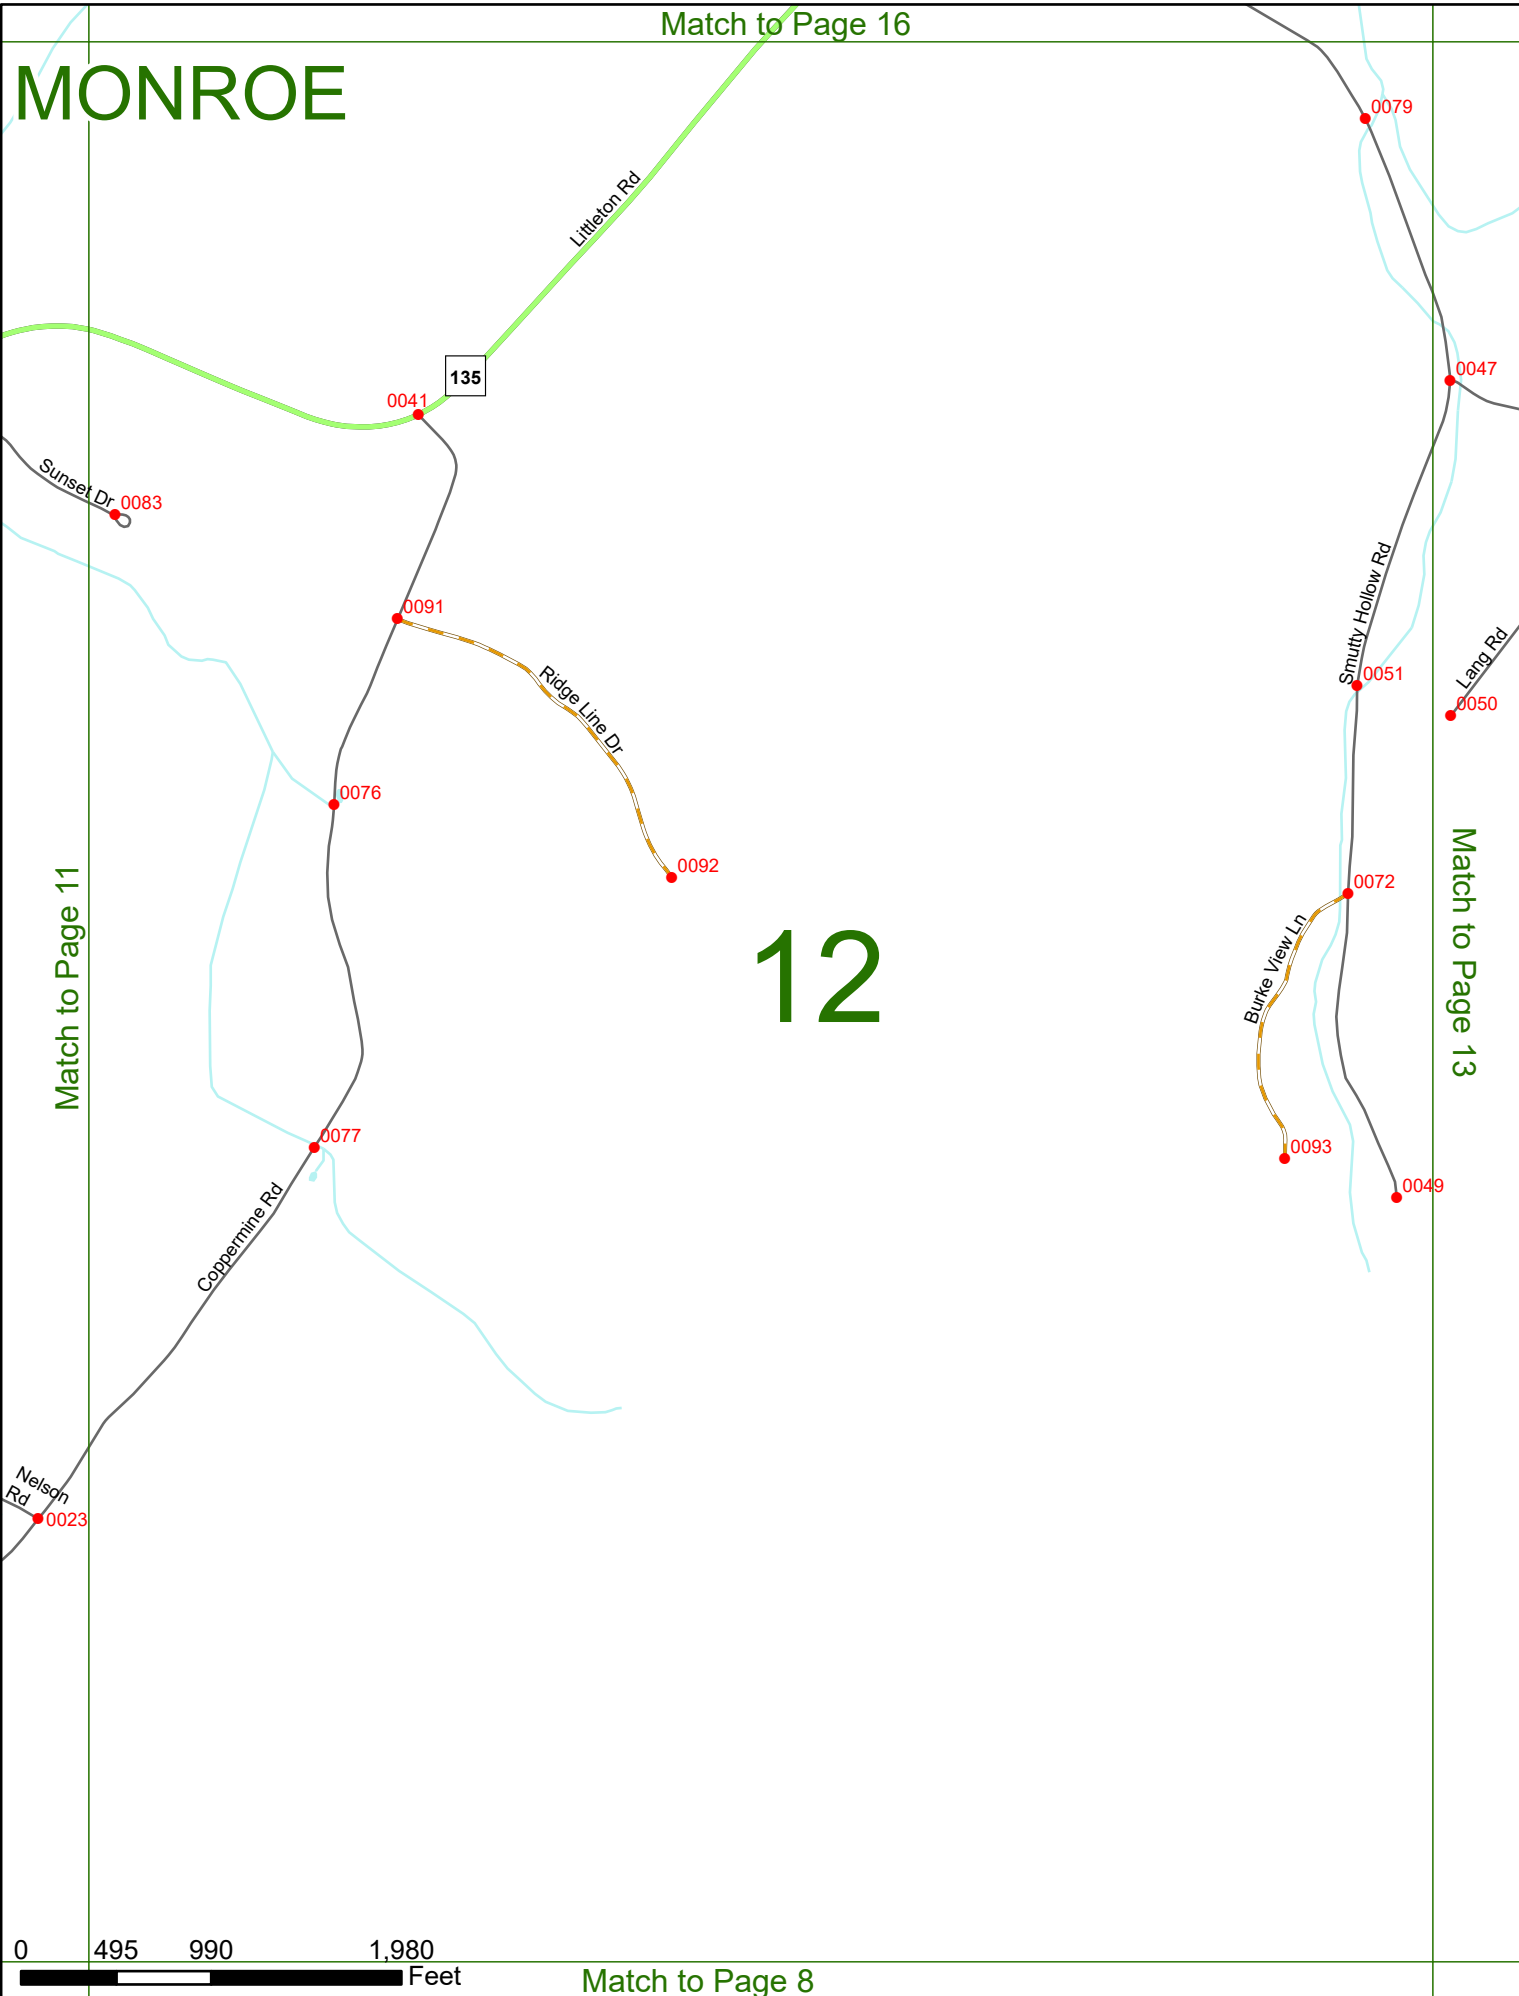 Match to Page 16
MONROE
0079
Littleton Rd
135
0047
0041
Sunset Dr
0083
Smutty Hollow Rd
0091
Lang Rd
0051
0050
Ridge Line Dr
0076
0092
0072
Match to Page 11
12
Match to Page 13
Burke View Ln
0077
0093
0049
Coppermine Rd
Nelson
Rd
0023
0 495 990 1,980
Feet
Match to Page 8